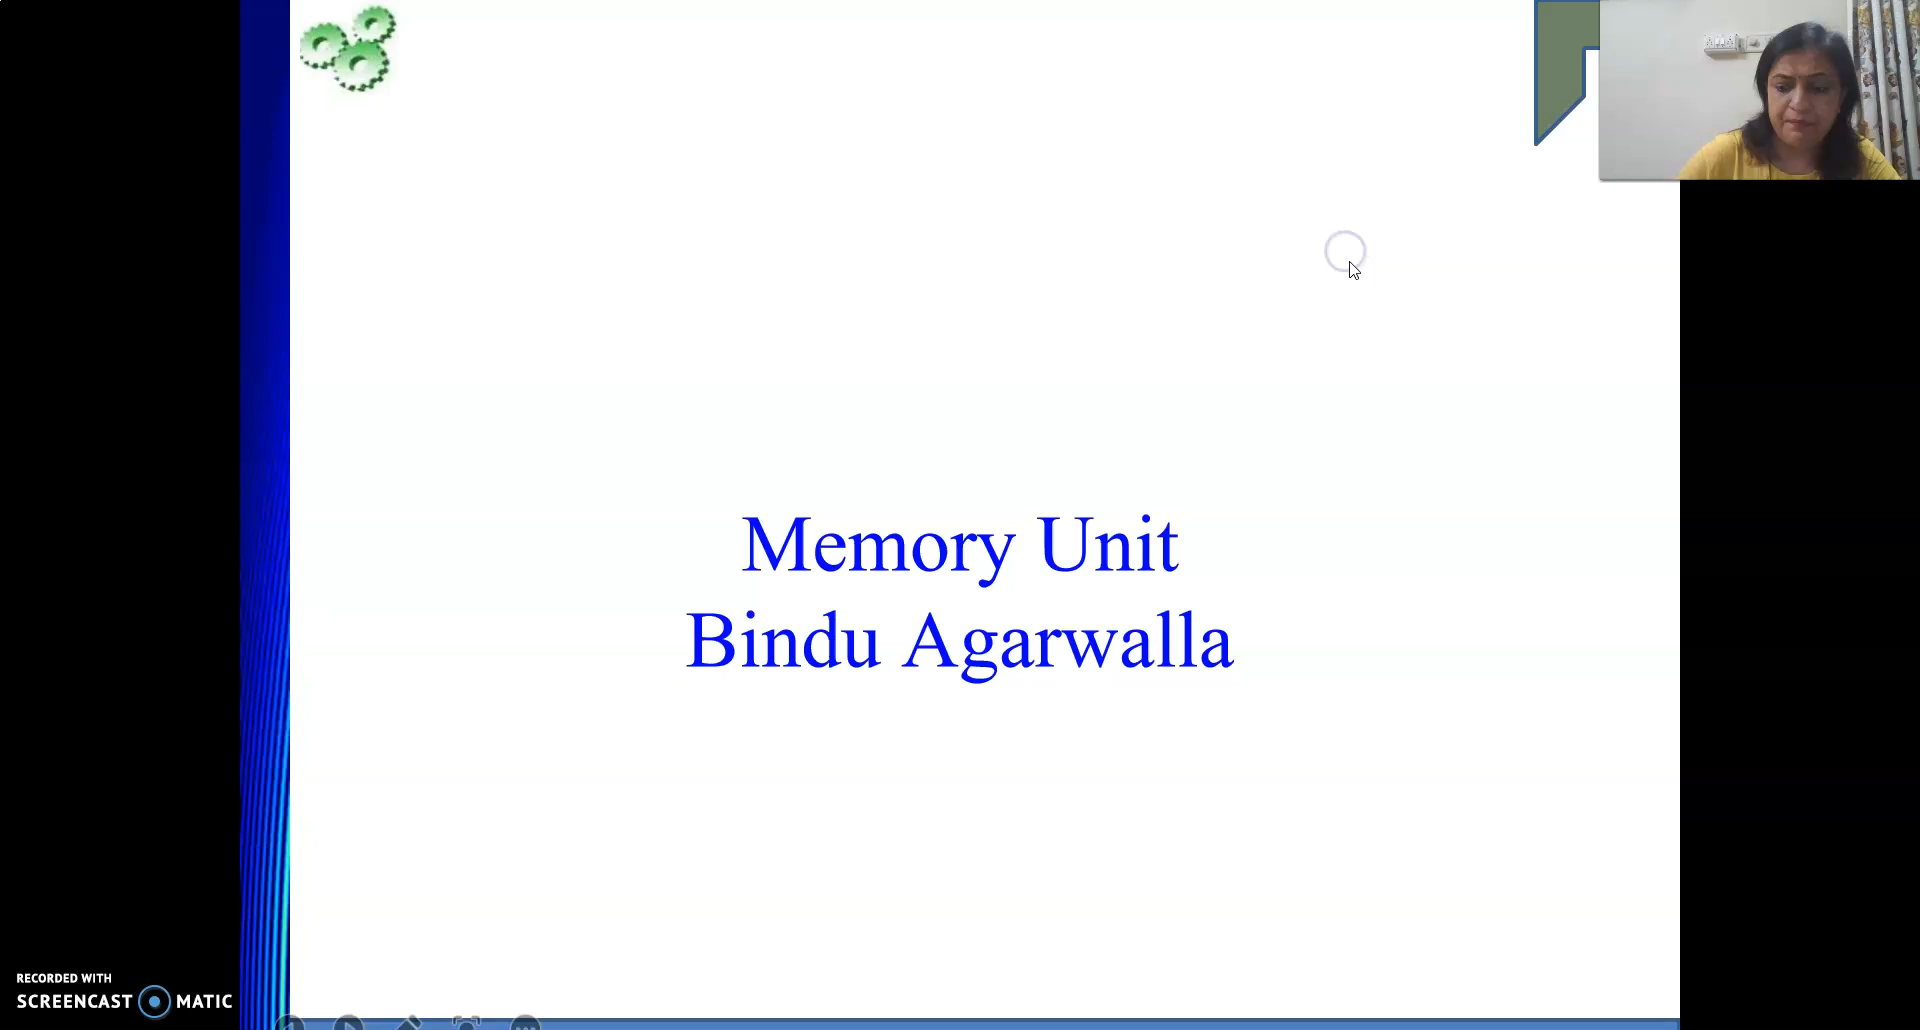 Memory Unit
Bindu Agarwalla
RECORDED WITH
SCREENCAST MATIC